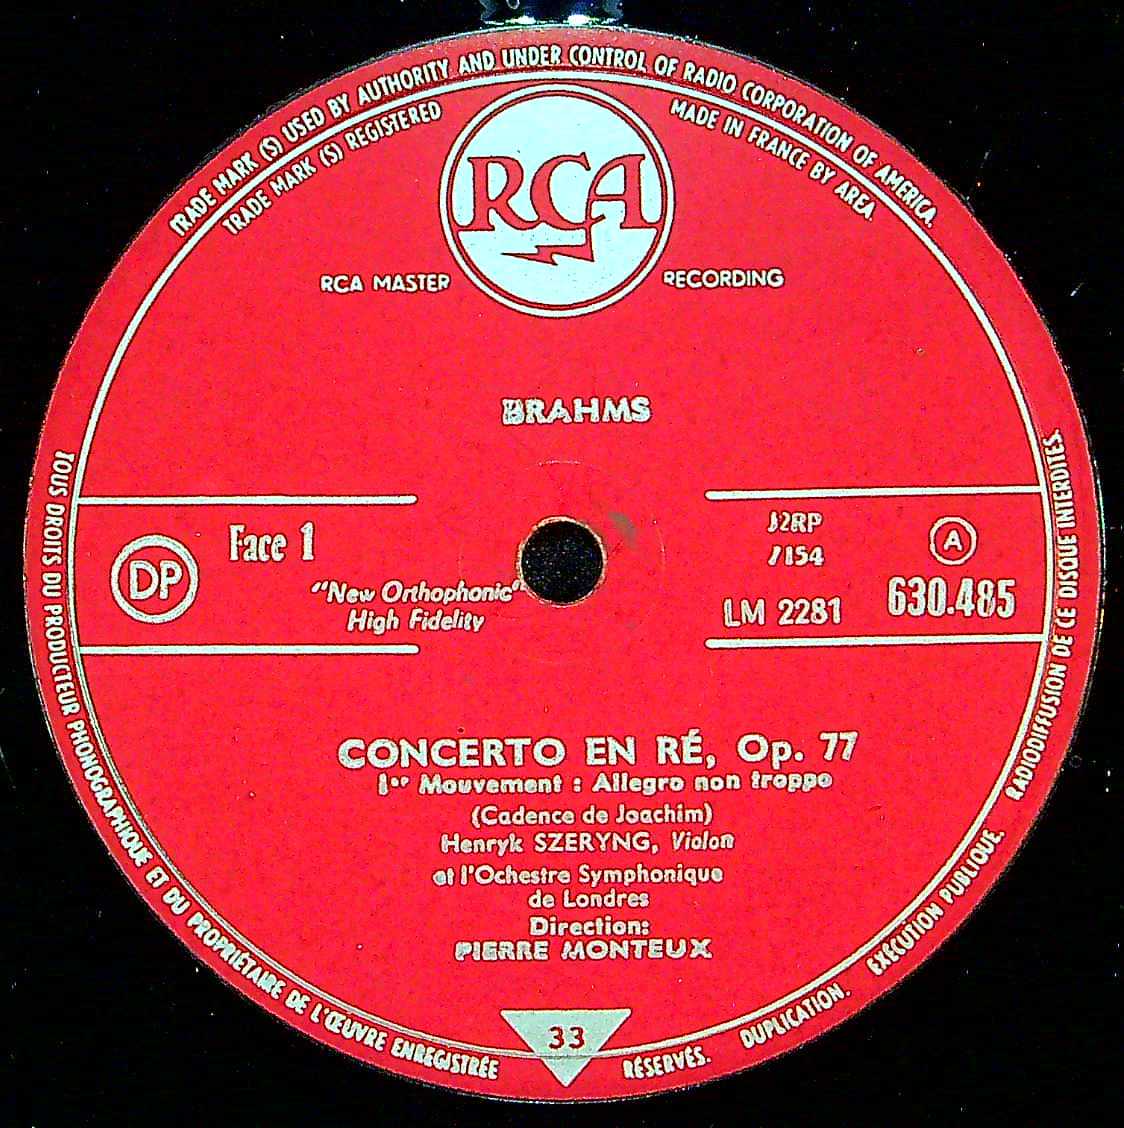 TRADE MARK (S) USED BY AUTHORITY AND UNDER CONTROL OF RADIO CORPORATION OF AMERICA.
TRADE MARK (S) REGISTERED
MADE IN FRANCE BY AREA
RCA
RCA MASTER RECORDING
BRAHMS
DP
Face 1
"New Orthophonic"
High Fidelity
J2RP
7154
LM 2281
A
630.485
CONCERTO EN RÉ, Op. 77
1er Mouvement : Allegro non troppo
(Cadence de Joachim)
Henryk SZERYNG, Violon
et l'Ochestre Symphonique
de Londres
Direction:
PIERRE MONTEUX
33
TOUS DROITS DU PRODUCTEUR PHONOGRAPHIQUE ET DU PROPRIÉTAIRE DE L'ŒUVRE ENREGISTRÉE RÉSERVÉS. DUPLICATION. EXÉCUTION PUBLIQUE. RADIODIFFUSION DE CE DISQUE INTERDITES.